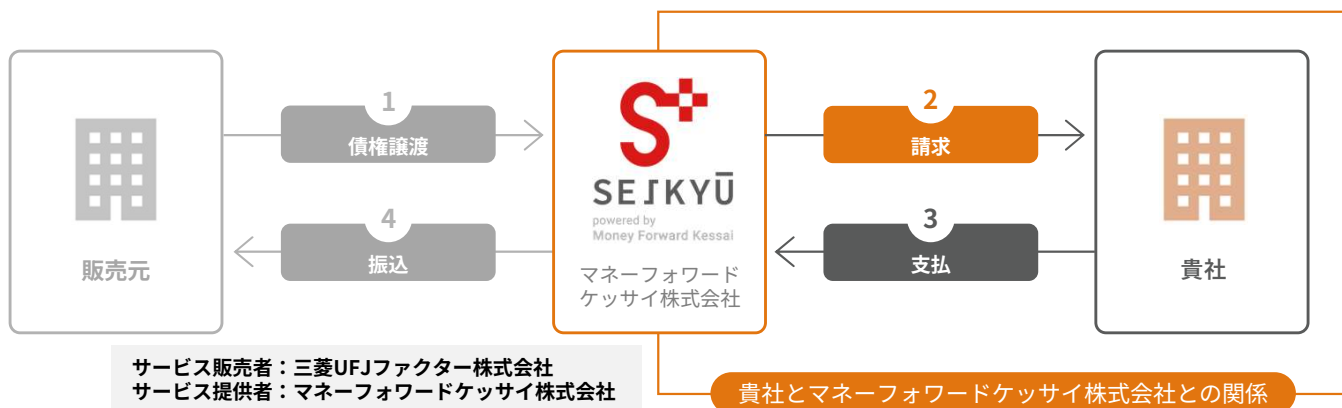 1
債権譲渡
2
請求
S+
SEIKYŪ
powered by
Money Forward Kessai
マネーフォワード
ケッサイ株式会社
4
振込
3
支払
販売元
貴社
サービス販売者：三菱UFJファクター株式会社
サービス提供者：マネーフォワードケッサイ株式会社
貴社とマネーフォワードケッサイ株式会社との関係